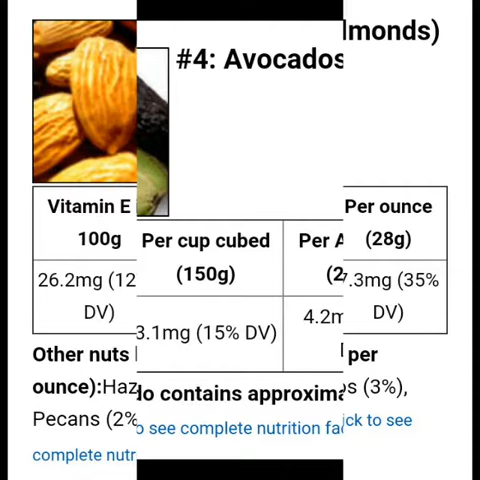 lmonds)
#4: Avocados
Vitamin E
100g
Per cup cubed
(150g)
Per A
(2
Per ounce
(28g)
26.2mg (12
DV)
3.1mg (15% DV)
4.2m
7.3mg (35%
DV)
Other nuts
per
ounce):Haz
s (3%),
Pecans (2%
do contains approxima
o see complete nutrition fac
ick to see
complete nutr